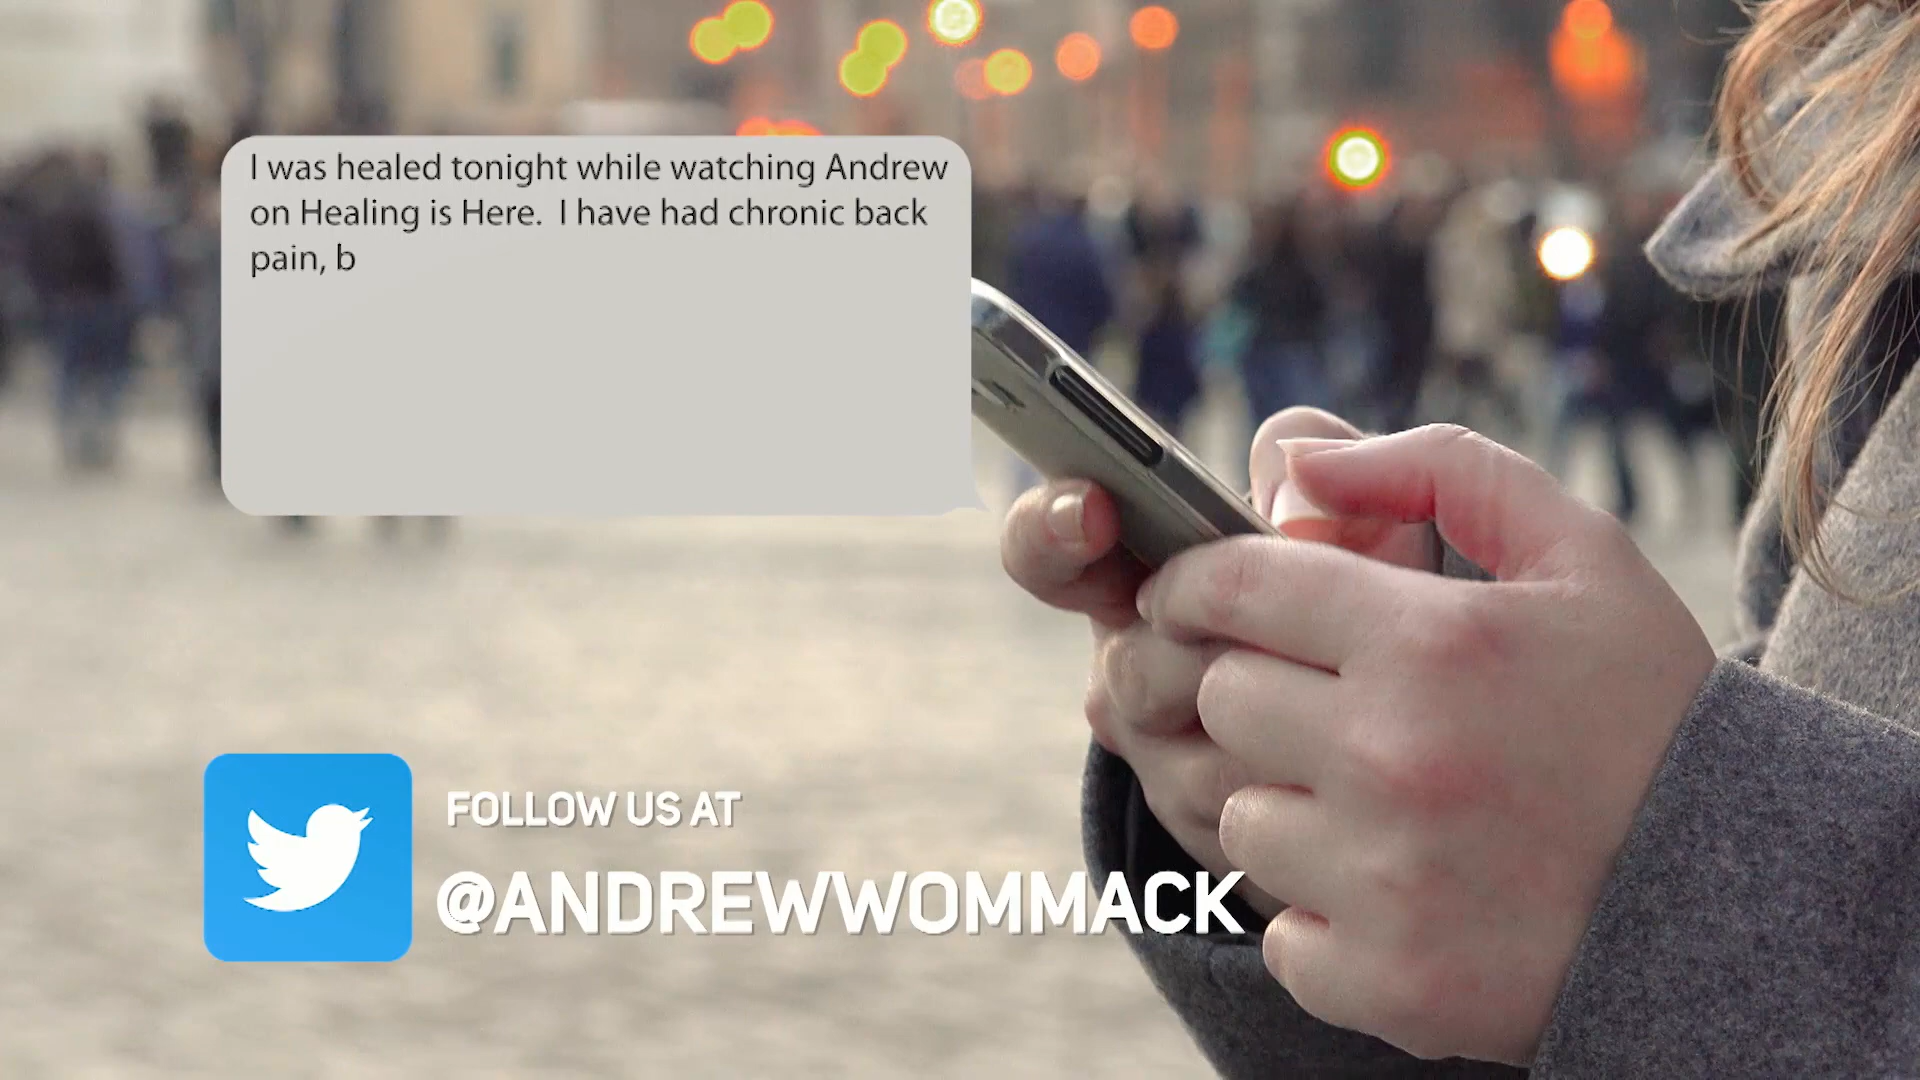 I was healed tonight while watching Andrew
on Healing is Here.  I have had chronic back
pain, b
FOLLOW US AT
@ANDREWWOMMACK